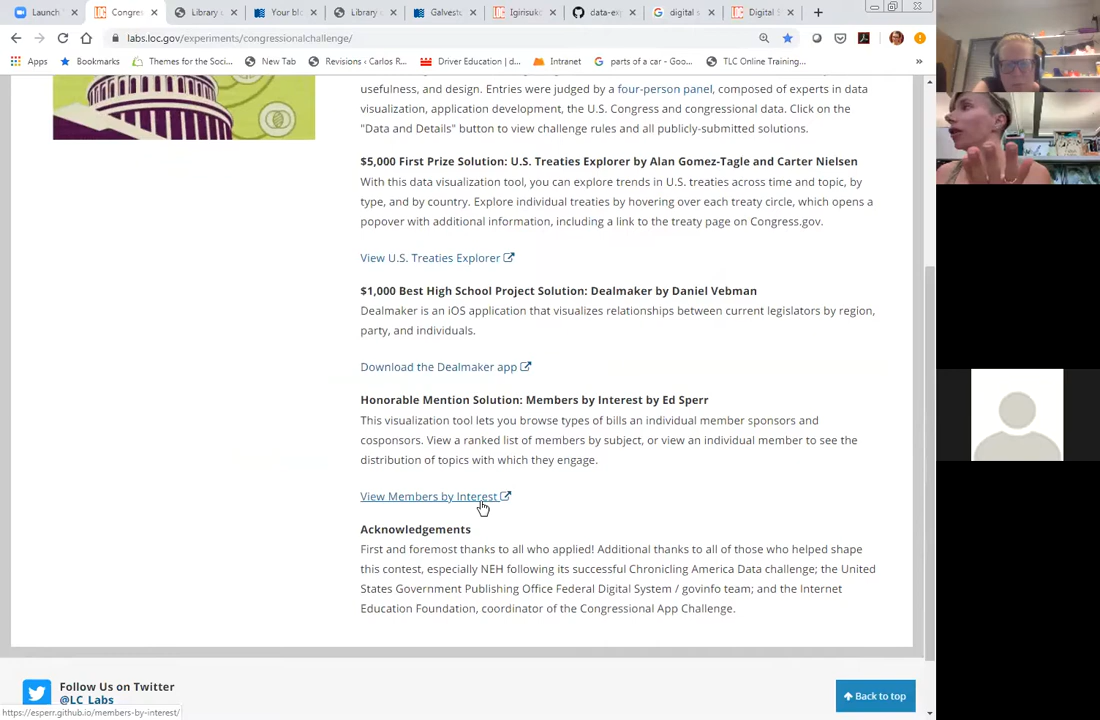 Launch
Congres
Library
Your blo
Library
Galvest
Igirisuk
data-ex
digital s
Digital
labs.loc.gov/experiments/congressionalchallenge/
Apps
Bookmarks
Themes for the Soci...
New Tab
Revisions ‹ Carlos R...
Driver Education | d...
Intranet
parts of a car - Goo...
TLC Online Training...
»
usefulness, and design. Entries were judged by a four-person panel, composed of experts in data
visualization, application development, the U.S. Congress and congressional data. Click on the
"Data and Details" button to view challenge rules and all publicly-submitted solutions.
$5,000 First Prize Solution: U.S. Treaties Explorer by Alan Gomez-Tagle and Carter Nielsen
With this data visualization tool, you can explore trends in U.S. treaties across time and topic, by
type, and by country. Explore individual treaties by hovering over each treaty circle, which opens a
popover with additional information, including a link to the treaty page on Congress.gov.
View U.S. Treaties Explorer
$1,000 Best High School Project Solution: Dealmaker by Daniel Vebman
Dealmaker is an iOS application that visualizes relationships between current legislators by region,
party, and individuals.
Download the Dealmaker app
Honorable Mention Solution: Members by Interest by Ed Sperr
This visualization tool lets you browse types of bills an individual member sponsors and
cosponsors. View a ranked list of members by subject, or view an individual member to see the
distribution of topics with which they engage.
View Members by Interest
Acknowledgements
First and foremost thanks to all who applied! Additional thanks to all of those who helped shape
this contest, especially NEH following its successful Chronicling America Data challenge; the United
States Government Publishing Office Federal Digital System / govinfo team; and the Internet
Education Foundation, coordinator of the Congressional App Challenge.
Follow Us on Twitter
@LC_Labs
Back to top
https://esperr.github.io/members-by-interest/